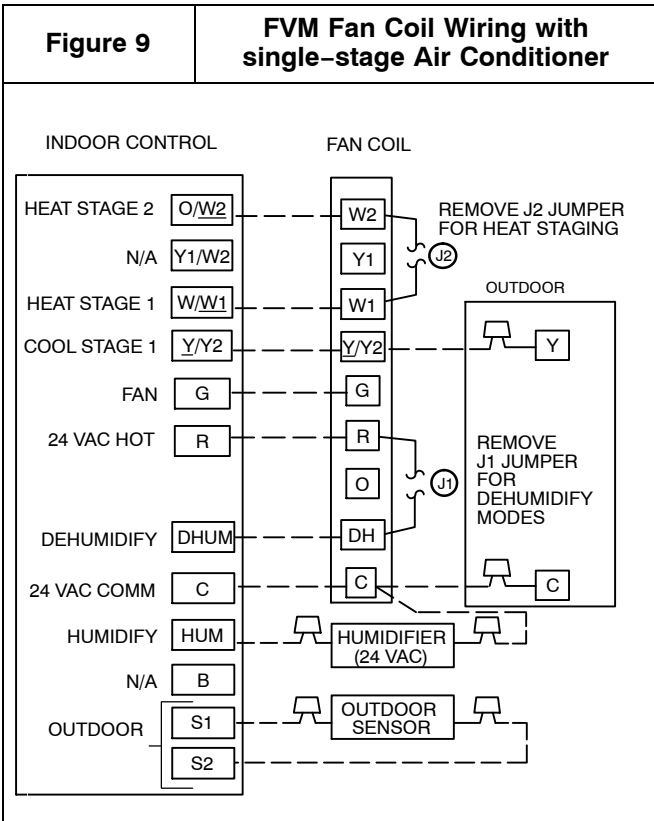 Figure 9
FVM Fan Coil Wiring with
single−stage Air Conditioner
INDOOR CONTROL
FAN COIL
HEAT STAGE 2 O/W2
W2
REMOVE J2 JUMPER
FOR HEAT STAGING
N/A Y1/W2
Y1
J2
OUTDOOR
HEAT STAGE 1 W/W1
W1
COOL STAGE 1 Y/Y2
Y/Y2
Y
FAN G
G
24 VAC HOT R
R
REMOVE
J1 JUMPER
FOR
DEHUMIDIFY
MODES
O
J1
DEHUMIDIFY DHUM
DH
24 VAC COMM C
C
C
HUMIDIFY HUM
HUMIDIFIER
(24 VAC)
N/A B
OUTDOOR
S1
OUTDOOR
SENSOR
S2